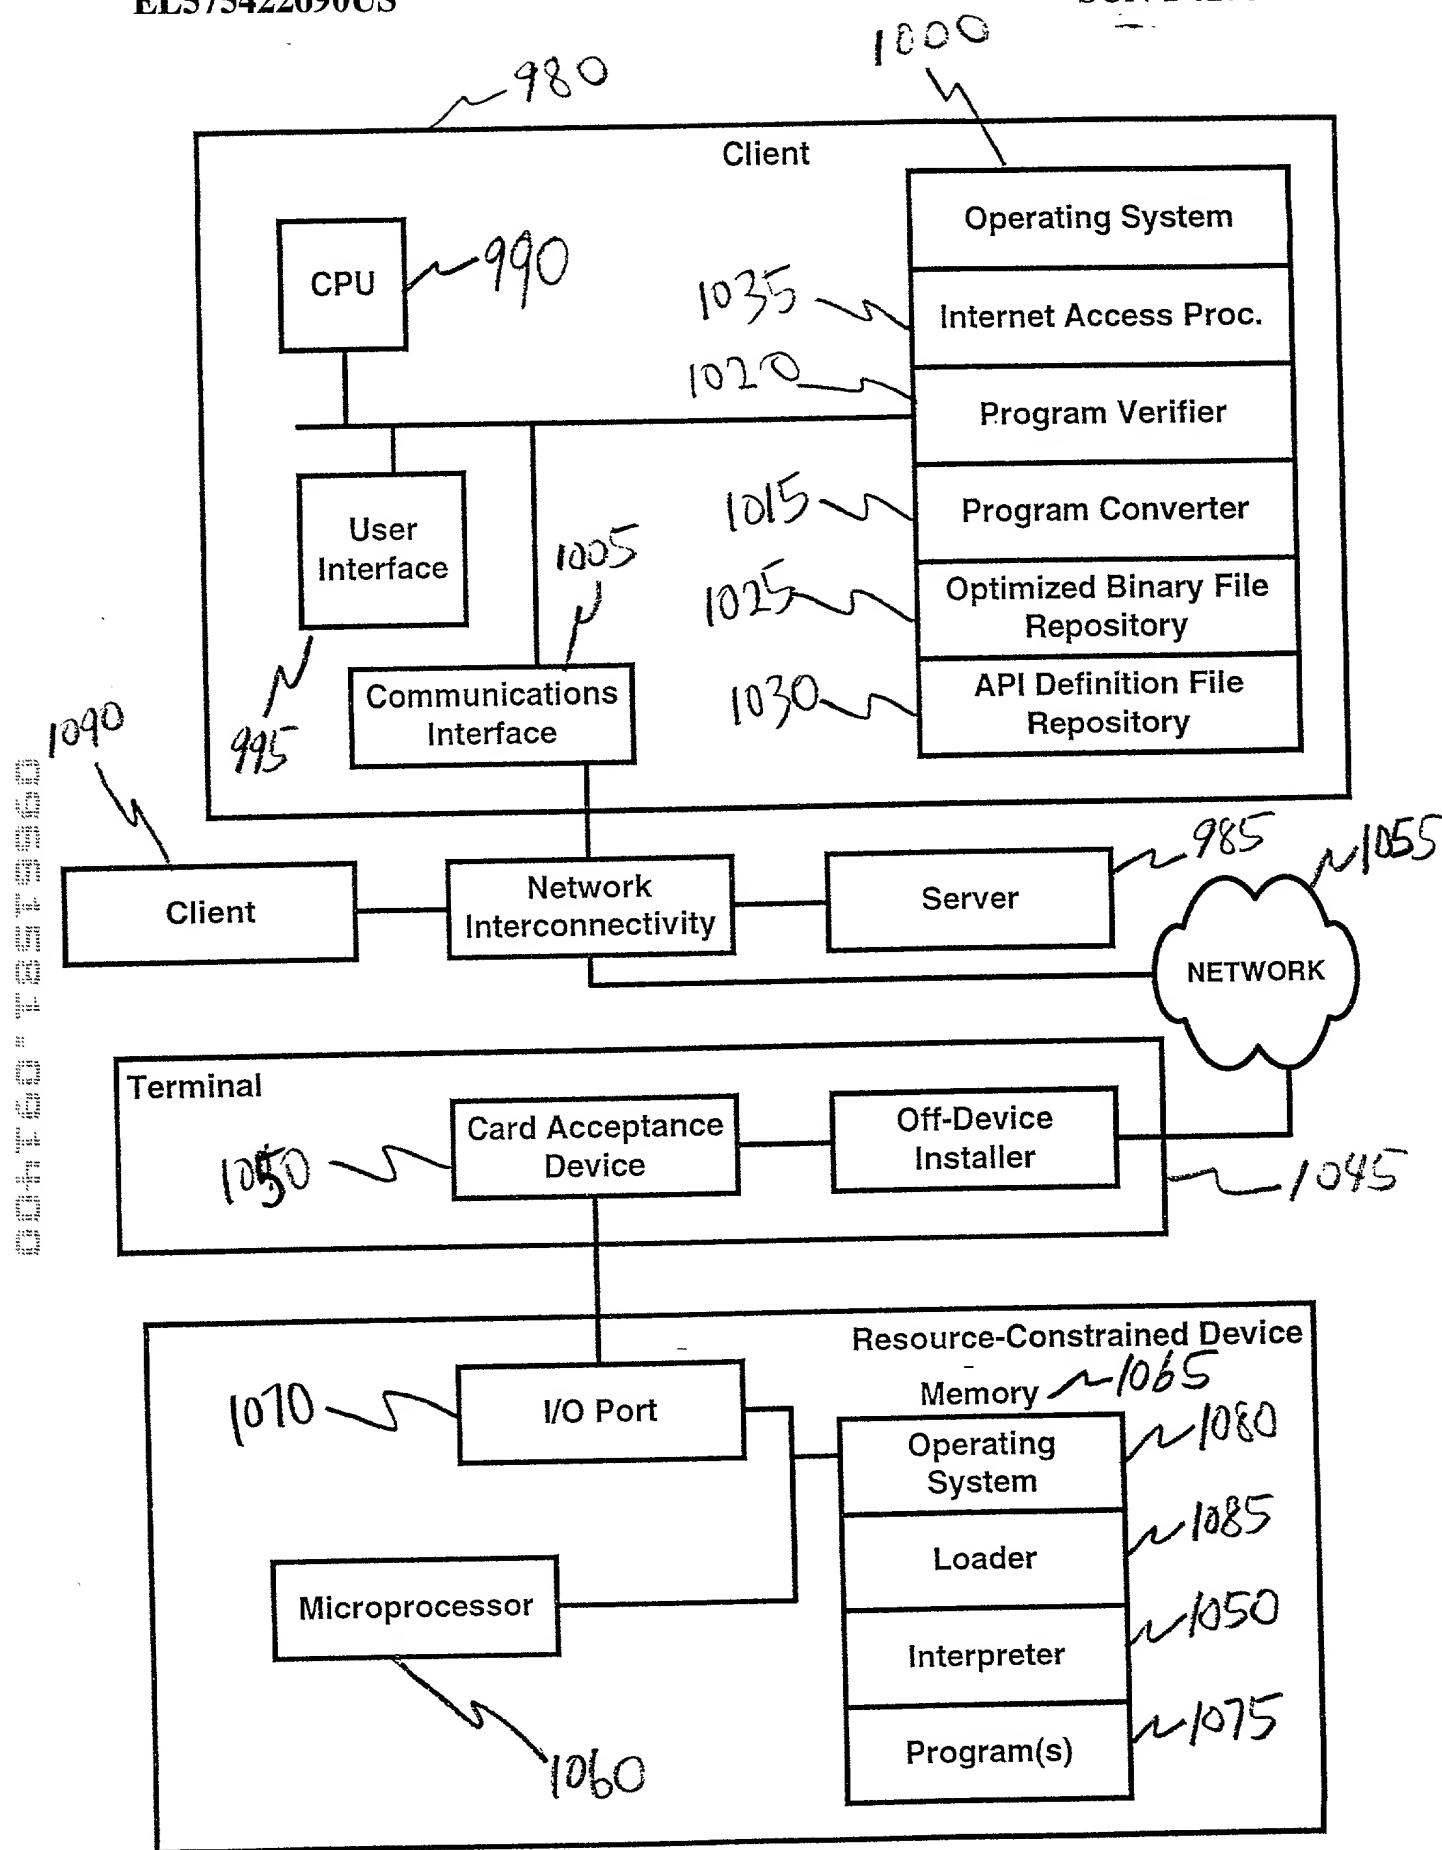 980
1000
Client
Operating System
CPU
990
1035
Internet Access Proc.
1020
Program Verifier
1015
Program Converter
User
Interface
1005
1025
Optimized Binary File
Repository
Communications
Interface
1030
API Definition File
Repository
995
1090
Client
Network
Interconnectivity
Server
985
1055
NETWORK
Terminal
Card Acceptance
Device
1050
Off-Device
Installer
1045
Resource-Constrained Device
Memory
1065
1070
I/O Port
Operating
System
1080
Loader
1085
Microprocessor
1060
Interpreter
1050
Program(s)
1075